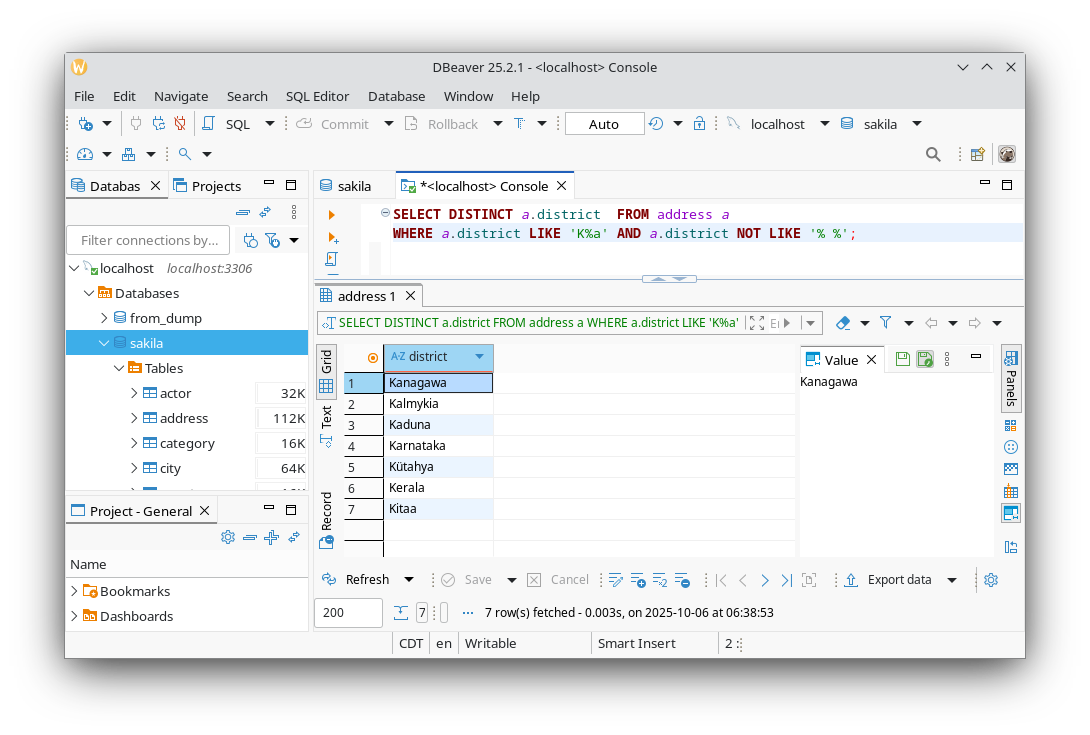 DBeaver 25.2.1 - <localhost> Console
File Edit Navigate Search SQL Editor Database Window Help
SQL Commit Rollback T Auto localhost sakila
Databas Projects
Filter connections by...
localhost localhost:3306
Databases
from_dump
sakila
Tables
actor 32K
address 112K
category 16K
city 64K
Project - General
Name
Bookmarks
Dashboards
sakila *<localhost> Console
SELECT DISTINCT a.district  FROM address a
WHERE a.district LIKE 'K%a' AND a.district NOT LIKE '% %';
address 1
SELECT DISTINCT a.district FROM address a WHERE a.district LIKE 'K%a'
Grid
Text
Record
A-Z district
1 Kanagawa
2 Kalmykia
3 Kaduna
4 Karnataka
5 Kütahya
6 Kerala
7 Kitaa
Value
Kanagawa
Panels
Refresh Save Cancel Export data
200 7 7 row(s) fetched - 0.003s, on 2025-10-06 at 06:38:53
CDT en Writable Smart Insert 2 :